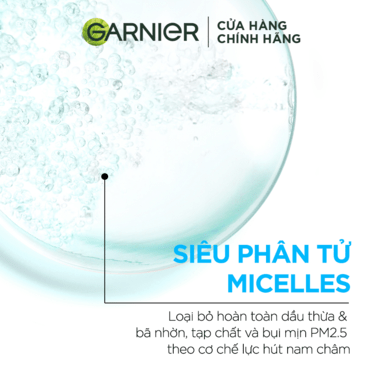 GARNIER
CỬA HÀNG
CHÍNH HÃNG
SIÊU PHÂN TỬ
MICELLES
Loại bỏ hoàn toàn dầu thừa &
bã nhờn, tạp chất và bụi mịn PM2.5
theo cơ chế lực hút nam châm